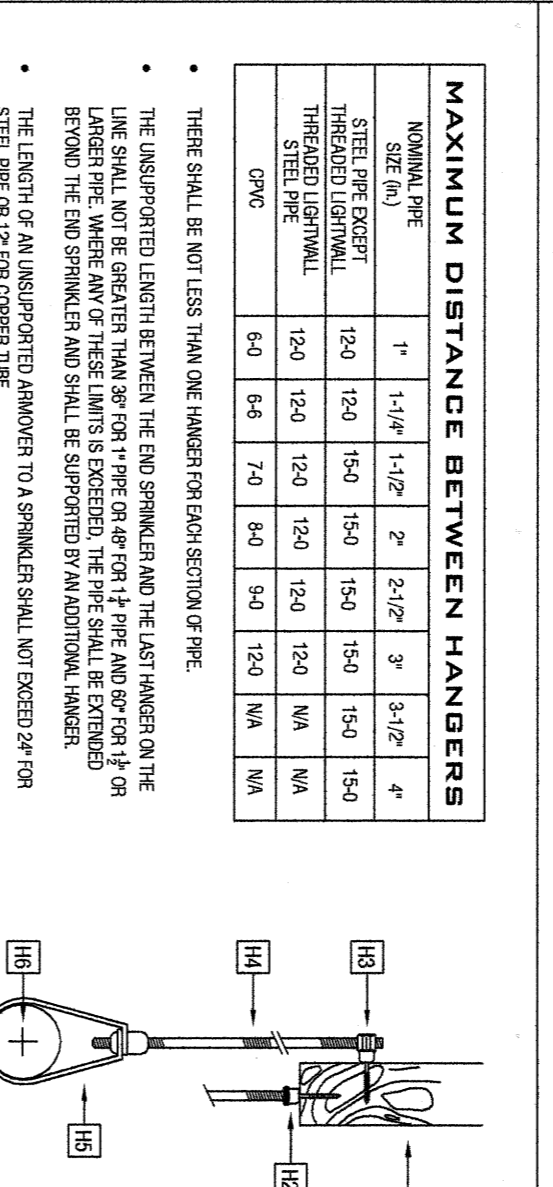 MAXIMUM DISTANCE BETWEEN HANGERS
NOMINAL PIPE SIZE (in.) 1" 1-1/4" 1-1/2" 2" 2-1/2" 3" 3-1/2" 4"
STEEL PIPE EXCEPT THREADED LIGHTWALL 12-0 12-0 15-0 15-0 15-0 15-0 15-0 15-0
THREADED LIGHTWALL STEEL PIPE 12-0 12-0 12-0 12-0 12-0 12-0 N/A N/A
CPVC 6-0 6-6 7-0 8-0 9-0 12-0 N/A N/A
• THERE SHALL BE NOT LESS THAN ONE HANGER FOR EACH SECTION OF PIPE.
• THE UNSUPPORTED LENGTH BETWEEN THE END SPRINKLER AND THE LAST HANGER ON THE
LINE SHALL NOT BE GREATER THAN 36" FOR 1" PIPE OR 48" FOR 1¼" PIPE AND 60" FOR 1½" OR
LARGER PIPE. WHERE ANY OF THESE LIMITS IS EXCEEDED, THE PIPE SHALL BE EXTENDED
BEYOND THE END SPRINKLER AND SHALL BE SUPPORTED BY AN ADDITIONAL HANGER.
• THE LENGTH OF AN UNSUPPORTED ARMOVER TO A SPRINKLER SHALL NOT EXCEED 24" FOR
STEEL PIPE OR 12" FOR COPPER TUBE
H3
H4
H2
H6
H5